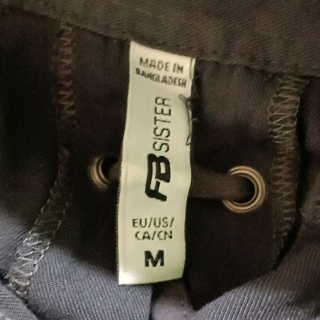 MADE IN
BANGLADESH
FB SISTER
EU/US/
CA/CN
M